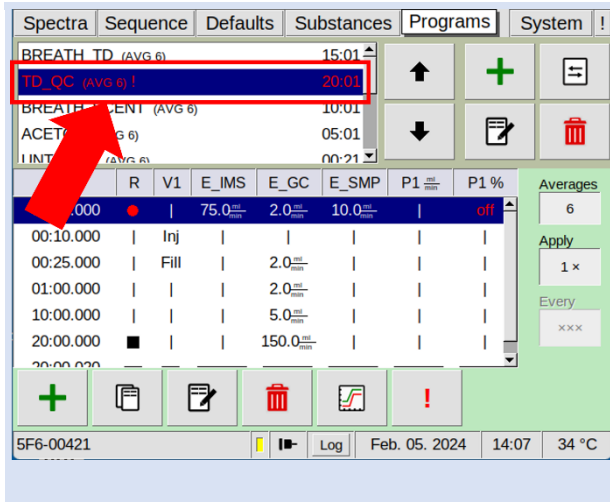 Spectra Sequence Defaults Substances Programs System !
BREATH_TD (AVG 6) 15:01
TD_QC (AVG 6) ! 20:01
(AVG 6) 10:01
05:01
(AVG 6) 00:21
R V1 E_IMS E_GC E_SMP P1 ml/min P1 % Averages
.000 | 75.0 ml/min 2.0 ml/min 10.0 ml/min | off 6
00:10.000 | Inj | | | | | Apply
00:25.000 | Fill | 2.0 ml/min | | | 1 ×
01:00.000 | | | 2.0 ml/min | | |
10:00.000 | | | 5.0 ml/min | | | Every
20:00.000 | | 150.0 ml/min | | | ×××
20:00.020
!
5F6-00421 Log Feb. 05. 2024 14:07 34 °C